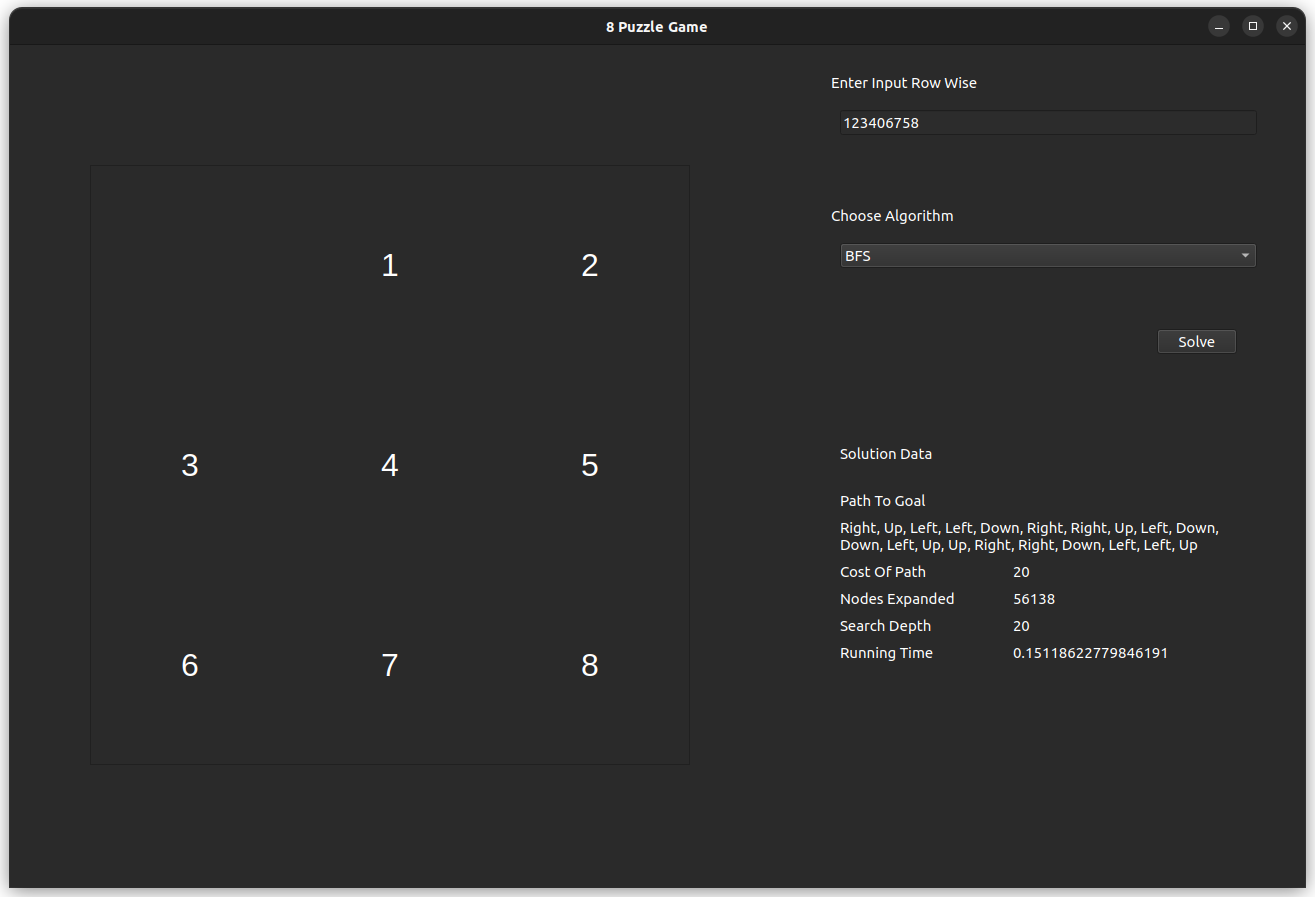 8 Puzzle Game
Enter Input Row Wise
123406758
Choose Algorithm
BFS
Solve
1 2
3 4 5
6 7 8
Solution Data
Path To Goal
Right, Up, Left, Left, Down, Right, Right, Up, Left, Down,
Down, Left, Up, Up, Right, Right, Down, Left, Left, Up
Cost Of Path 20
Nodes Expanded 56138
Search Depth 20
Running Time 0.15118622779846191